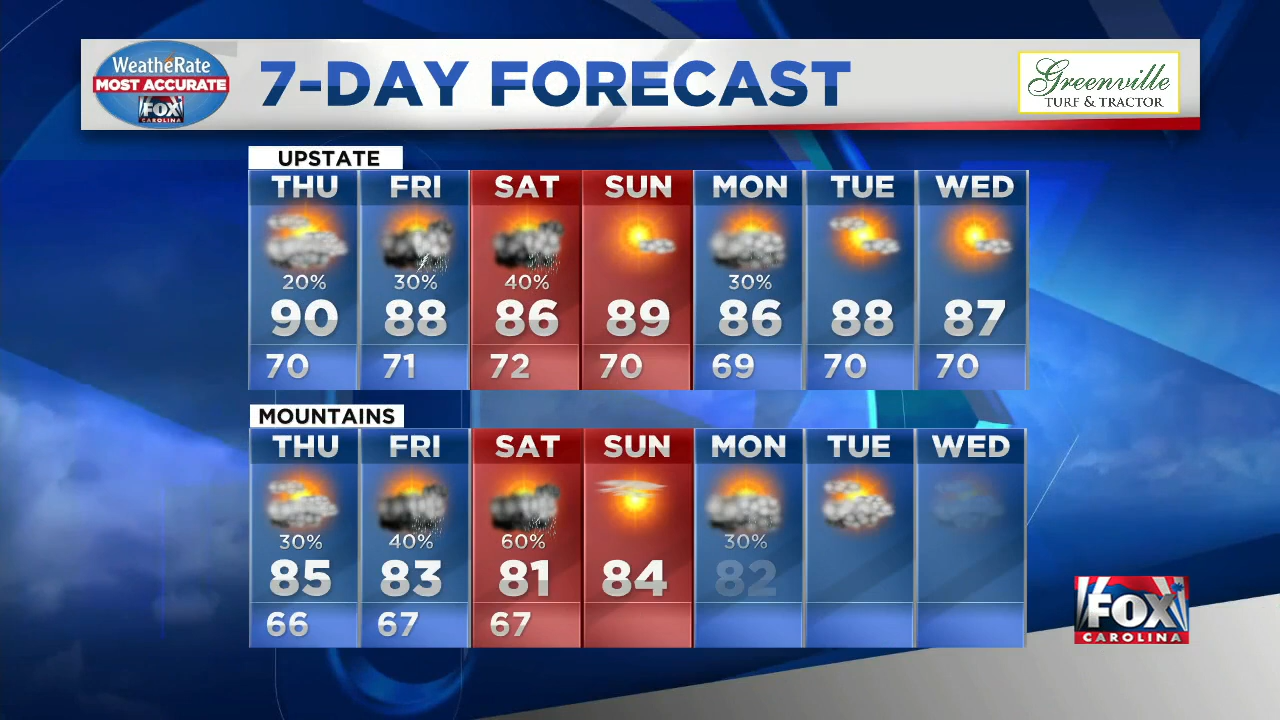 WeatheRate
MOST ACCURATE
FOX
CAROLINA
7-DAY FORECAST
Greenville
TURF & TRACTOR
UPSTATE
THU FRI SAT SUN MON TUE WED
20% 30% 40% 30%
90 88 86 89 86 88 87
70 71 72 70 69 70 70
MOUNTAINS
THU FRI SAT SUN MON TUE WED
30% 40% 60% 30%
85 83 81 84 82
66 67 67
FOX
CAROLINA